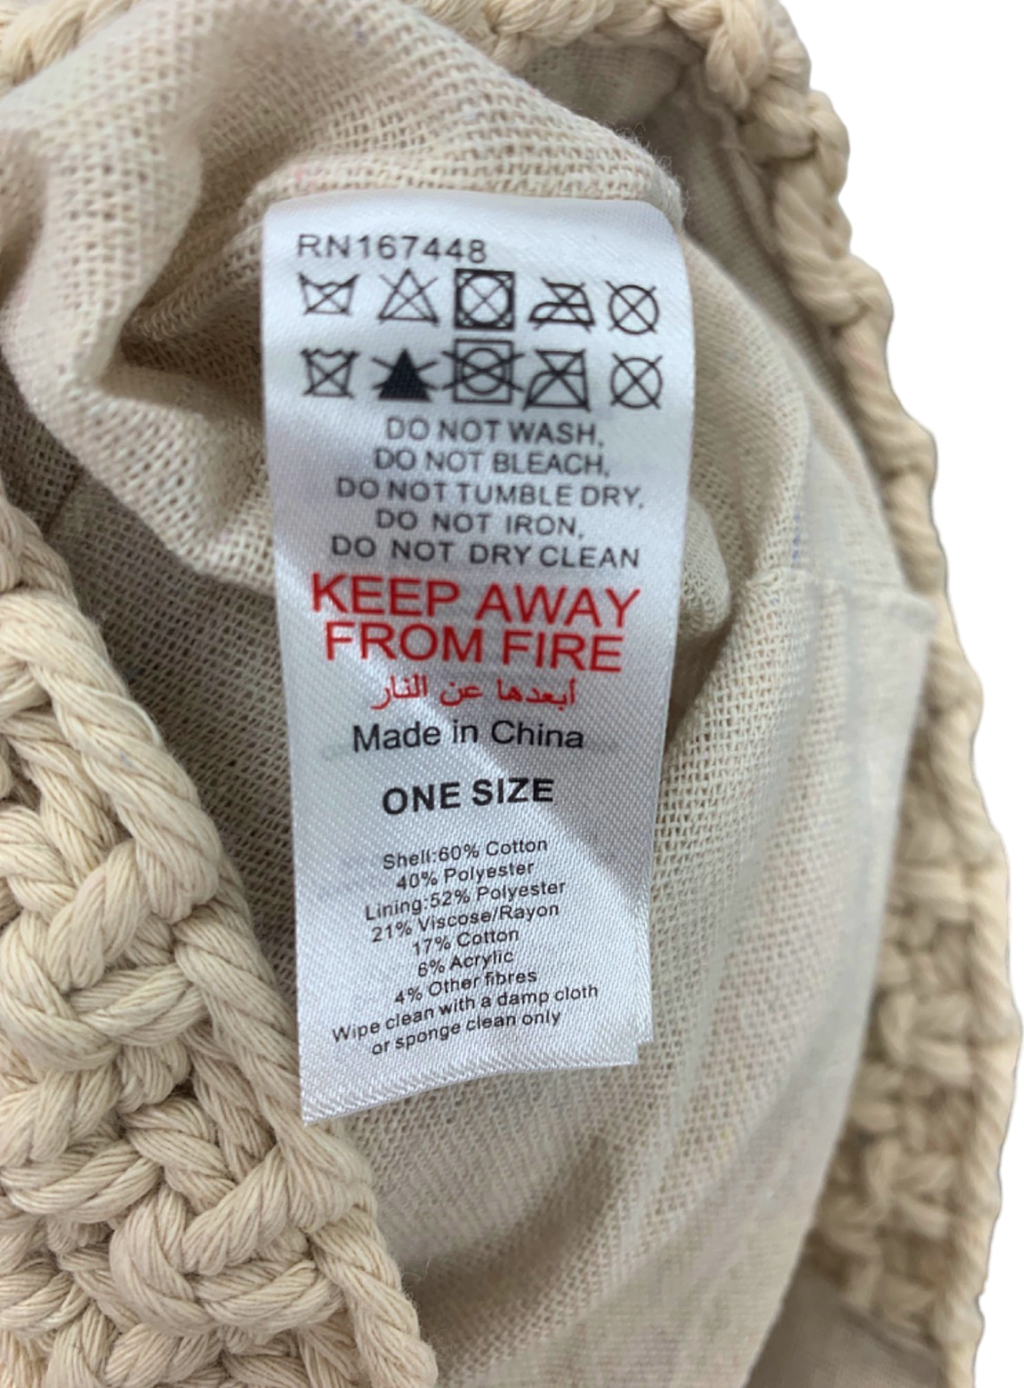 RN167448
DO NOT WASH,
DO NOT BLEACH,
DO NOT TUMBLE DRY,
DO NOT IRON,
DO NOT DRY CLEAN
KEEP AWAY
FROM FIRE
أبعدها عن النار
Made in China
ONE SIZE
Shell:60% Cotton
40% Polyester
Lining:52% Polyester
21% Viscose/Rayon
17% Cotton
6% Acrylic
4% Other fibres
Wipe clean with a damp cloth
or sponge clean only